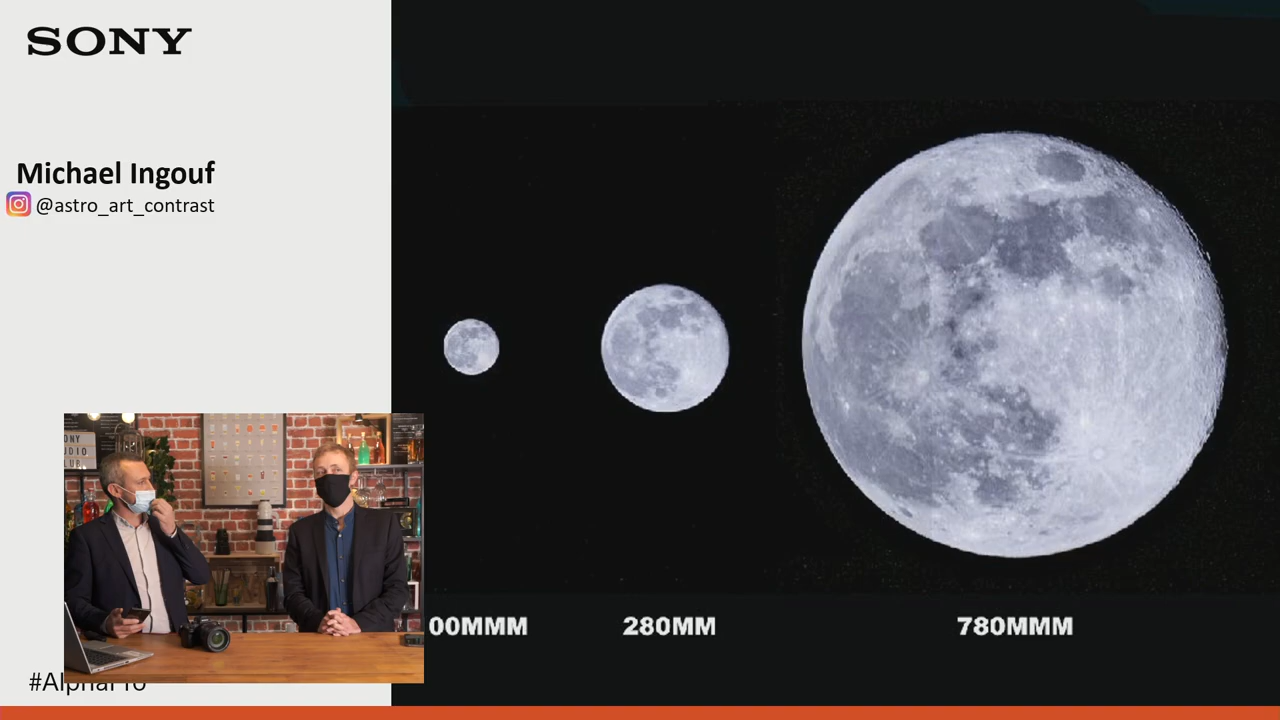 SONY
Michael Ingouf
@astro_art_contrast
00MMM
280MM
780MMM